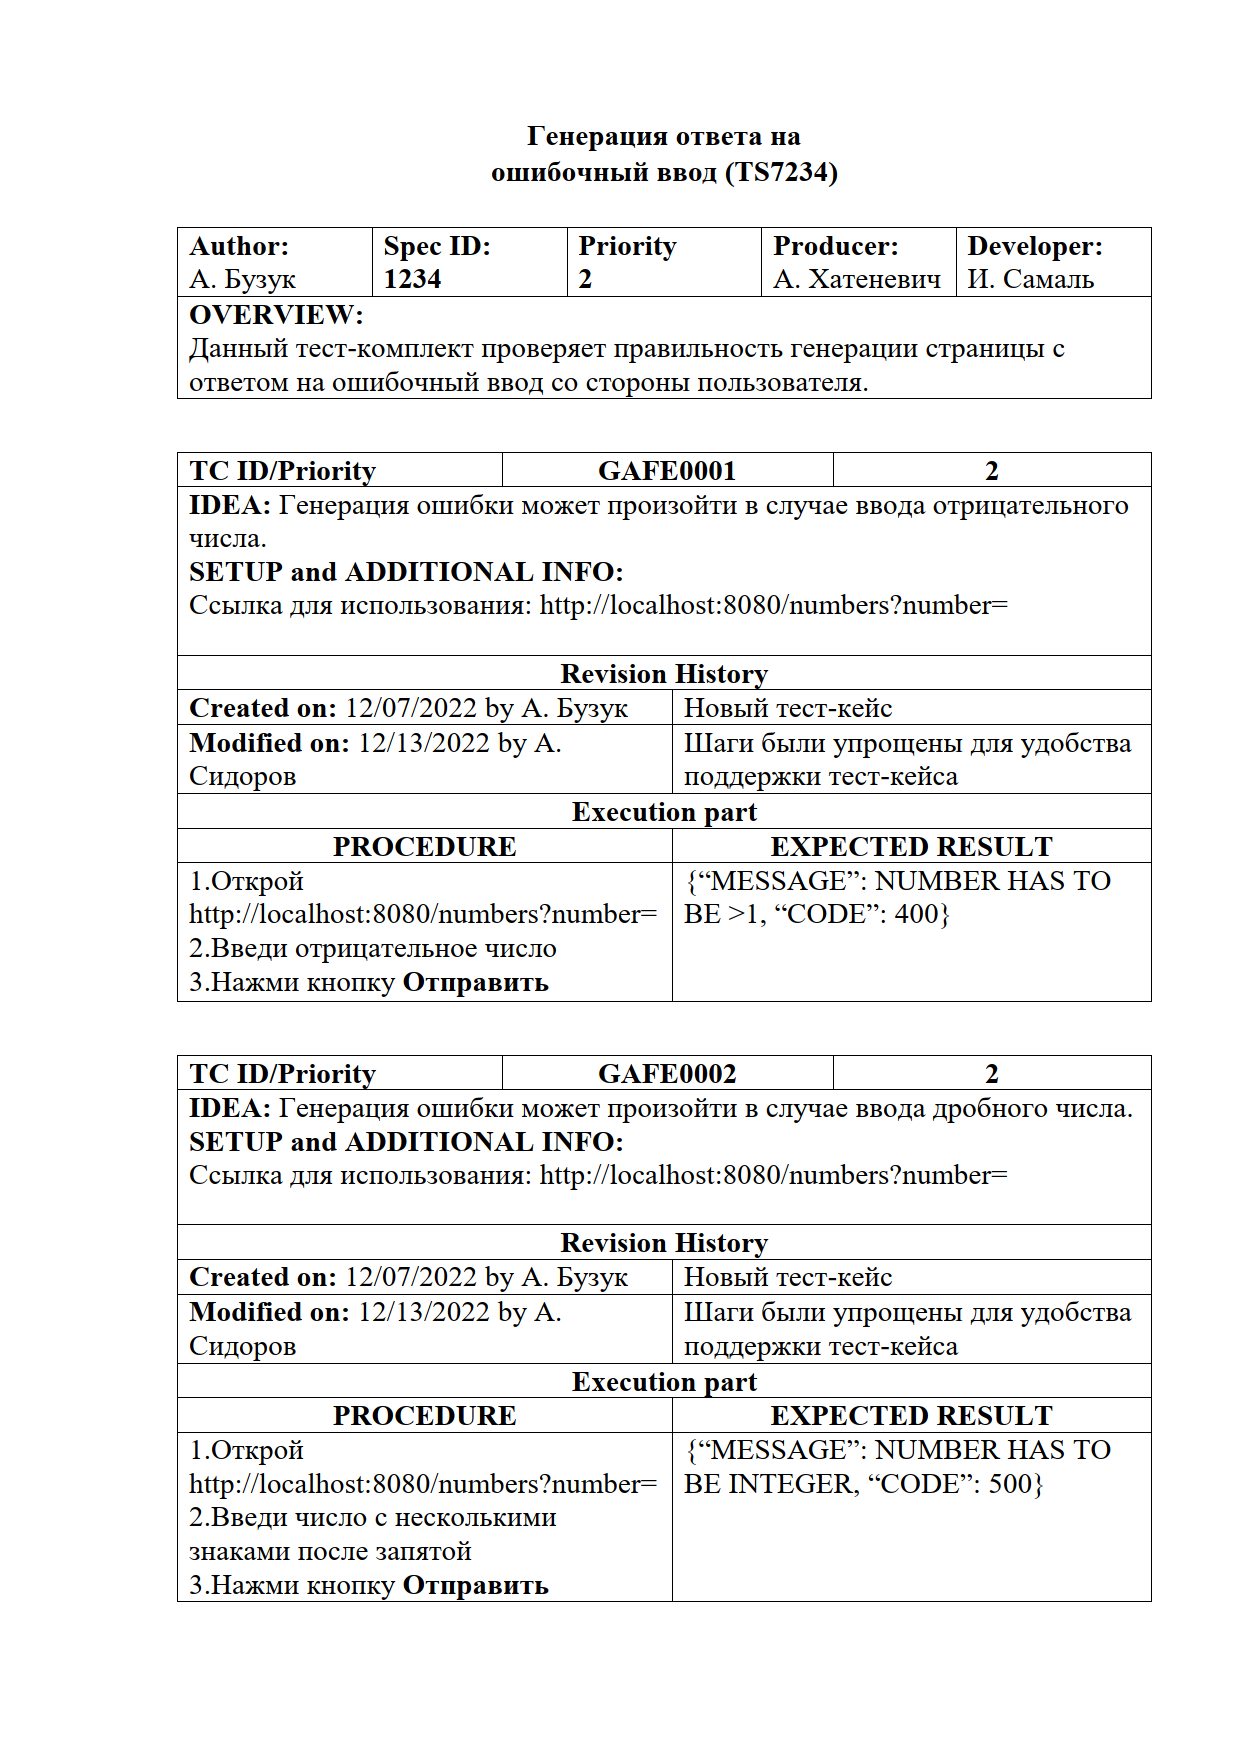 Генерация ответа на
ошибочный ввод (TS7234)
Author:
А. Бузук
Spec ID:
1234
Priority
2
Producer:
А. Хатеневич
Developer:
И. Самаль
OVERVIEW:
Данный тест-комплект проверяет правильность генерации страницы с
ответом на ошибочный ввод со стороны пользователя.
TC ID/Priority
GAFE0001
2
IDEA: Генерация ошибки может произойти в случае ввода отрицательного
числа.
SETUP and ADDITIONAL INFO:
Ссылка для использования: http://localhost:8080/numbers?number=
Revision History
Created on: 12/07/2022 by А. Бузук
Новый тест-кейс
Modified on: 12/13/2022 by А.
Сидоров
Шаги были упрощены для удобства
поддержки тест-кейса
Execution part
PROCEDURE
EXPECTED RESULT
1.Открой
http://localhost:8080/numbers?number=
2.Введи отрицательное число
3.Нажми кнопку Отправить
{“MESSAGE”: NUMBER HAS TO
BE >1, “CODE”: 400}
TC ID/Priority
GAFE0002
2
IDEA: Генерация ошибки может произойти в случае ввода дробного числа.
SETUP and ADDITIONAL INFO:
Ссылка для использования: http://localhost:8080/numbers?number=
Revision History
Created on: 12/07/2022 by А. Бузук
Новый тест-кейс
Modified on: 12/13/2022 by А.
Сидоров
Шаги были упрощены для удобства
поддержки тест-кейса
Execution part
PROCEDURE
EXPECTED RESULT
1.Открой
http://localhost:8080/numbers?number=
2.Введи число с несколькими
знаками после запятой
3.Нажми кнопку Отправить
{“MESSAGE”: NUMBER HAS TO
BE INTEGER, “CODE”: 500}